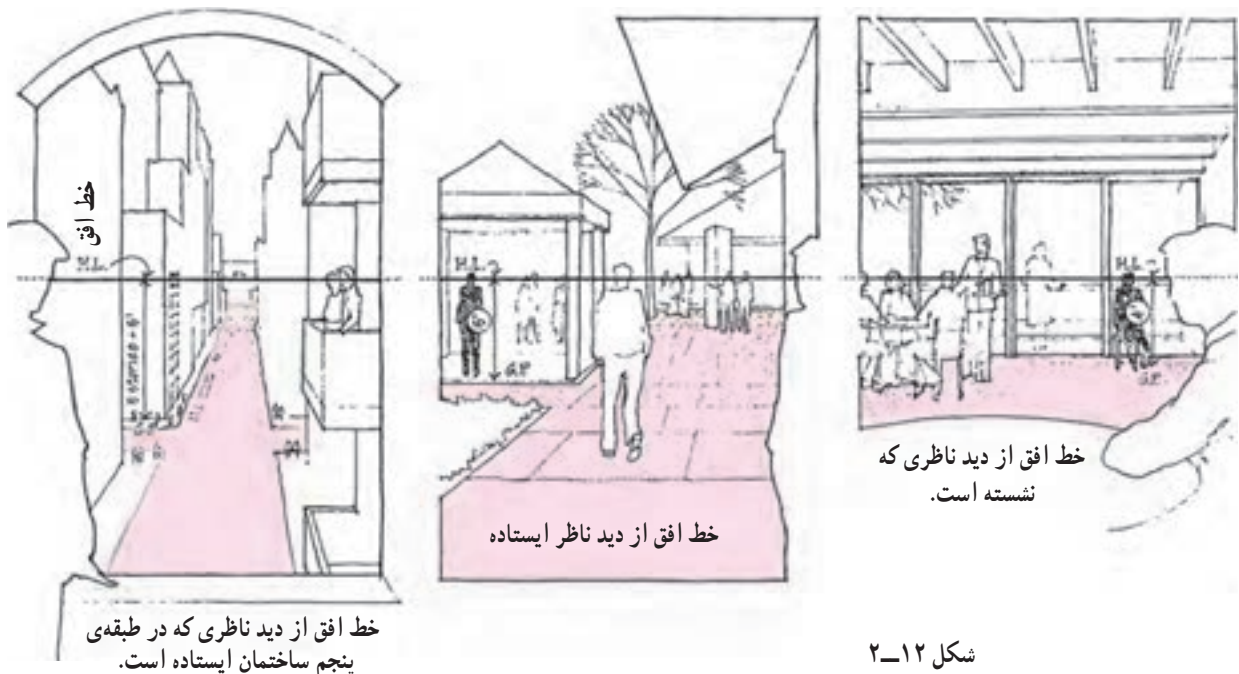 خط افق از دید ناظری که
نشسته است.
خط افق از دید ناظر ایستاده
خط افق
H.L.
خط افق از دید ناظری که در طبقه‌ی
پنجم ساختمان ایستاده است.
H.L.
G.P
H.L.
G.P.
شکل ۱۲ــ۲